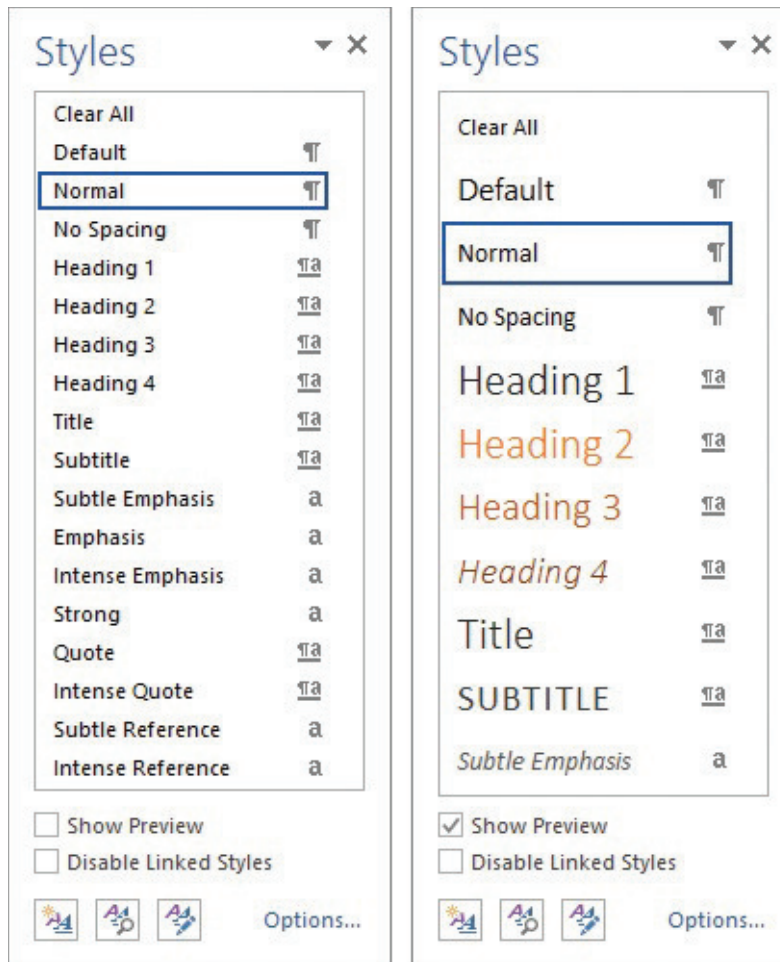 Styles
Clear All
Default ¶
Normal ¶
No Spacing ¶
Heading 1 ¶a
Heading 2 ¶a
Heading 3 ¶a
Heading 4 ¶a
Title ¶a
Subtitle ¶a
Subtle Emphasis a
Emphasis a
Intense Emphasis a
Strong a
Quote ¶a
Intense Quote ¶a
Subtle Reference a
Intense Reference a
Show Preview
Disable Linked Styles
Options...
Styles
Clear All
Default ¶
Normal ¶
No Spacing ¶
Heading 1 ¶a
Heading 2 ¶a
Heading 3 ¶a
Heading 4 ¶a
Title ¶a
SUBTITLE ¶a
Subtle Emphasis a
Show Preview
Disable Linked Styles
Options...